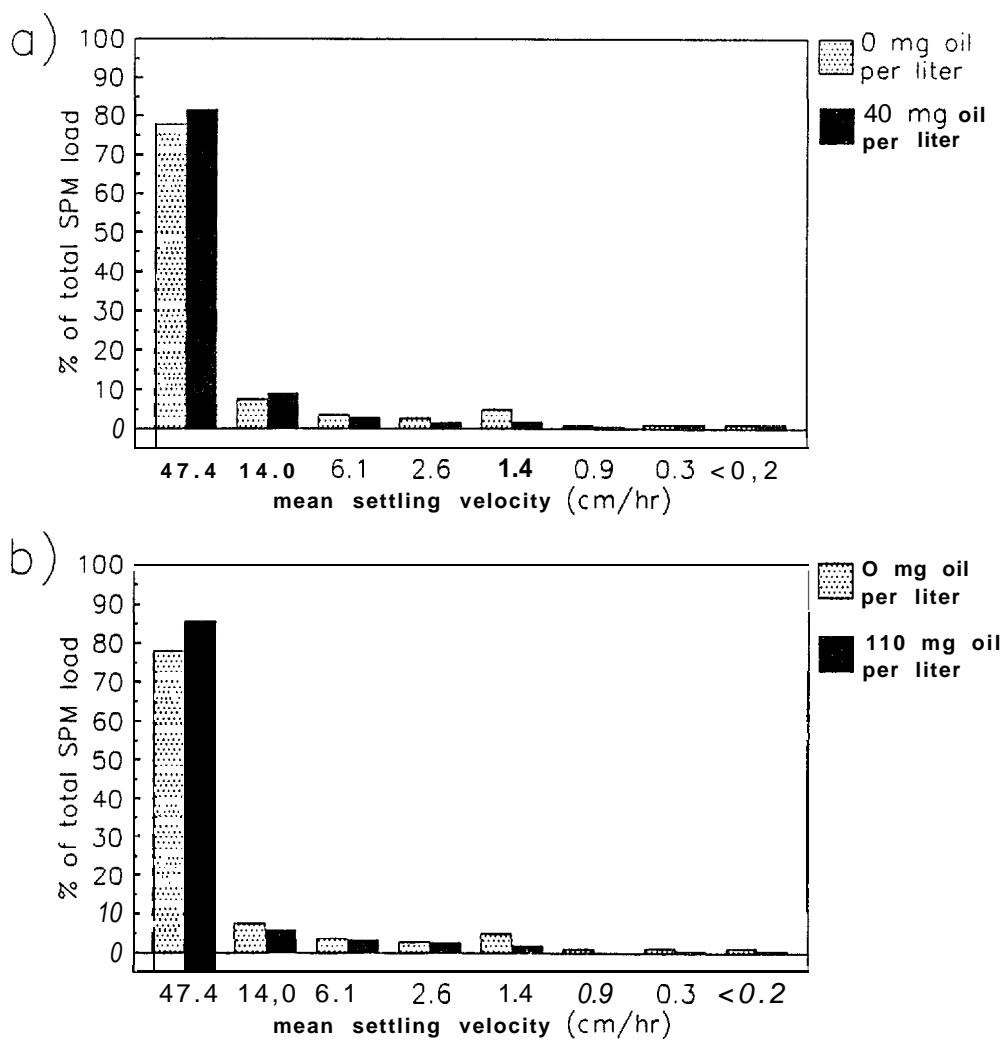 a)
100
90
80
70
60
50
40
30
20
10
0
% of total SPM load
47.4 14.0 6.1 2.6 1.4 0.9 0.3 <0,2
mean settling velocity (cm/hr)
0 mg oil
per liter
40 mg oil
per liter
b)
100
90
80
70
60
50
40
30
20
10
0
% of total SPM load
47.4 14,0 6.1 2.6 1.4 0.9 0.3 <0.2
mean settling velocity (cm/hr)
O mg oil
per liter
110 mg oil
per liter